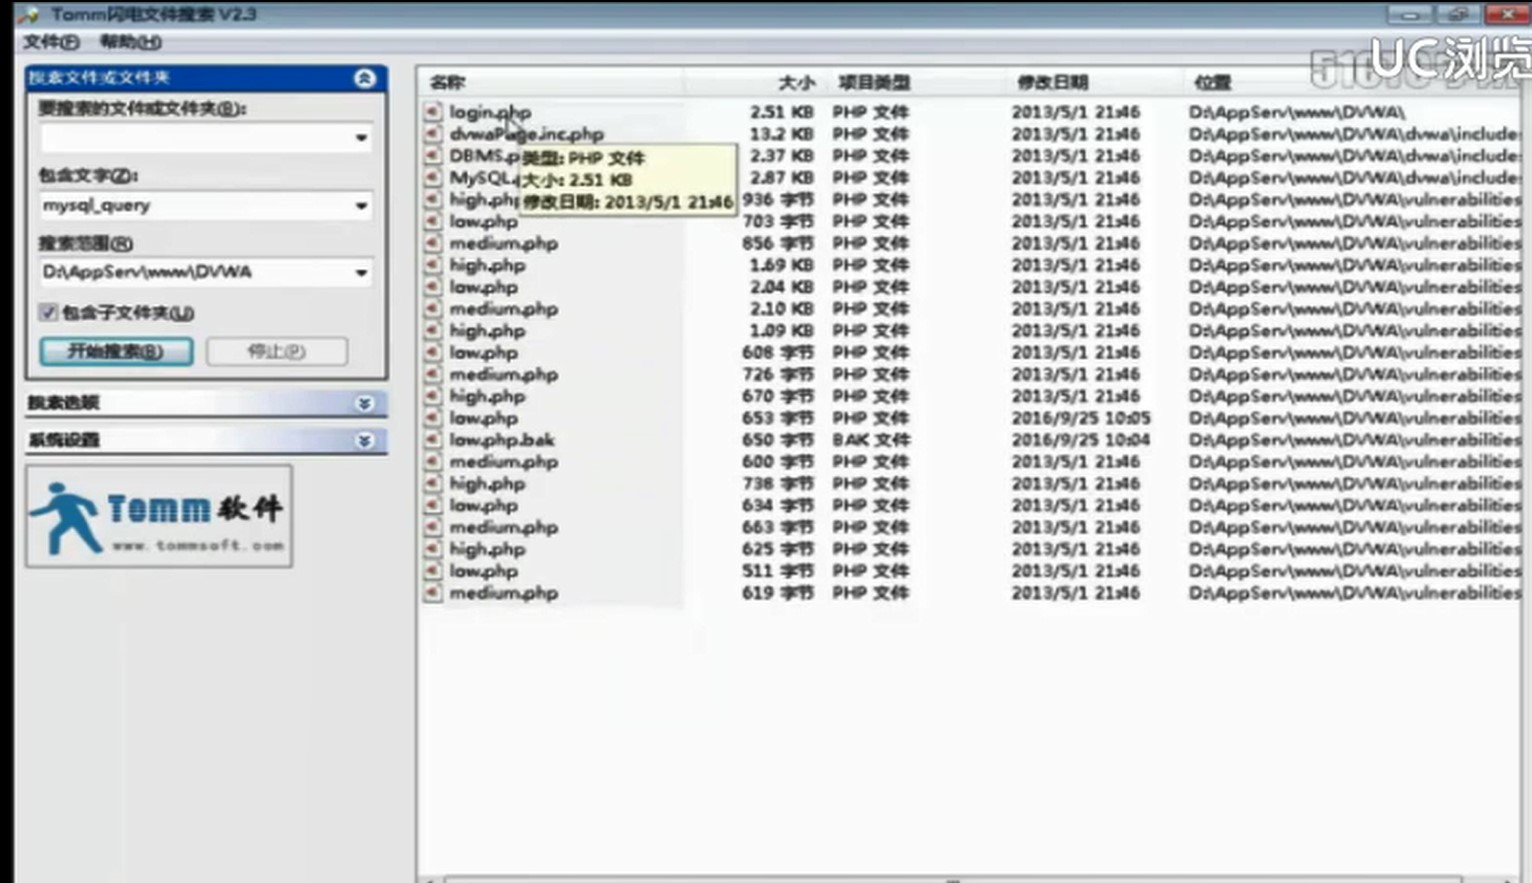 Tomm闪电文件搜索 V2.3
文件(F) 帮助(H)
搜索文件或文件夹
要搜索的文件或文件夹(B):
包含文字(Z):
mysql_query
搜索范围(R)
D:\AppServ\www\DVWA
包含子文件夹(U)
开始搜索(B) 停止(P)
搜索选项
系统设置
Tomm 软件
www.tommsoft.com
UC浏览
名称 大小 项目类型 修改日期 位置
login.php 2.51 KB PHP 文件 2013/5/1 21:46 D:\AppServ\www\DVWA\
dvwaPage.inc.php 13.2 KB PHP 文件 2013/5/1 21:46 D:\AppServ\www\DVWA\dvwa\include
DBMS.p 2.37 KB PHP 文件 2013/5/1 21:46 D:\AppServ\www\DVWA\dvwa\include
MySQL. 2.87 KB PHP 文件 2013/5/1 21:46 D:\AppServ\www\DVWA\dvwa\include
类型: PHP 文件
大小: 2.51 KB
修改日期: 2013/5/1 21:46
high.php 936 字节 PHP 文件 2013/5/1 21:46 D:\AppServ\www\DVWA\vulnerabilities
low.php 703 字节 PHP 文件 2013/5/1 21:46 D:\AppServ\www\DVWA\vulnerabilities
medium.php 856 字节 PHP 文件 2013/5/1 21:46 D:\AppServ\www\DVWA\vulnerabilities
high.php 1.69 KB PHP 文件 2013/5/1 21:46 D:\AppServ\www\DVWA\vulnerabilities
low.php 2.04 KB PHP 文件 2013/5/1 21:46 D:\AppServ\www\DVWA\vulnerabilities
medium.php 2.10 KB PHP 文件 2013/5/1 21:46 D:\AppServ\www\DVWA\vulnerabilities
high.php 1.09 KB PHP 文件 2013/5/1 21:46 D:\AppServ\www\DVWA\vulnerabilities
low.php 608 字节 PHP 文件 2013/5/1 21:46 D:\AppServ\www\DVWA\vulnerabilities
medium.php 726 字节 PHP 文件 2013/5/1 21:46 D:\AppServ\www\DVWA\vulnerabilities
high.php 670 字节 PHP 文件 2013/5/1 21:46 D:\AppServ\www\DVWA\vulnerabilities
low.php 653 字节 PHP 文件 2016/9/25 10:05 D:\AppServ\www\DVWA\vulnerabilities
low.php.bak 650 字节 BAK 文件 2016/9/25 10:04 D:\AppServ\www\DVWA\vulnerabilities
medium.php 600 字节 PHP 文件 2013/5/1 21:46 D:\AppServ\www\DVWA\vulnerabilities
high.php 738 字节 PHP 文件 2013/5/1 21:46 D:\AppServ\www\DVWA\vulnerabilities
low.php 634 字节 PHP 文件 2013/5/1 21:46 D:\AppServ\www\DVWA\vulnerabilities
medium.php 663 字节 PHP 文件 2013/5/1 21:46 D:\AppServ\www\DVWA\vulnerabilities
high.php 625 字节 PHP 文件 2013/5/1 21:46 D:\AppServ\www\DVWA\vulnerabilities
low.php 511 字节 PHP 文件 2013/5/1 21:46 D:\AppServ\www\DVWA\vulnerabilities
medium.php 619 字节 PHP 文件 2013/5/1 21:46 D:\AppServ\www\DVWA\vulnerabilities